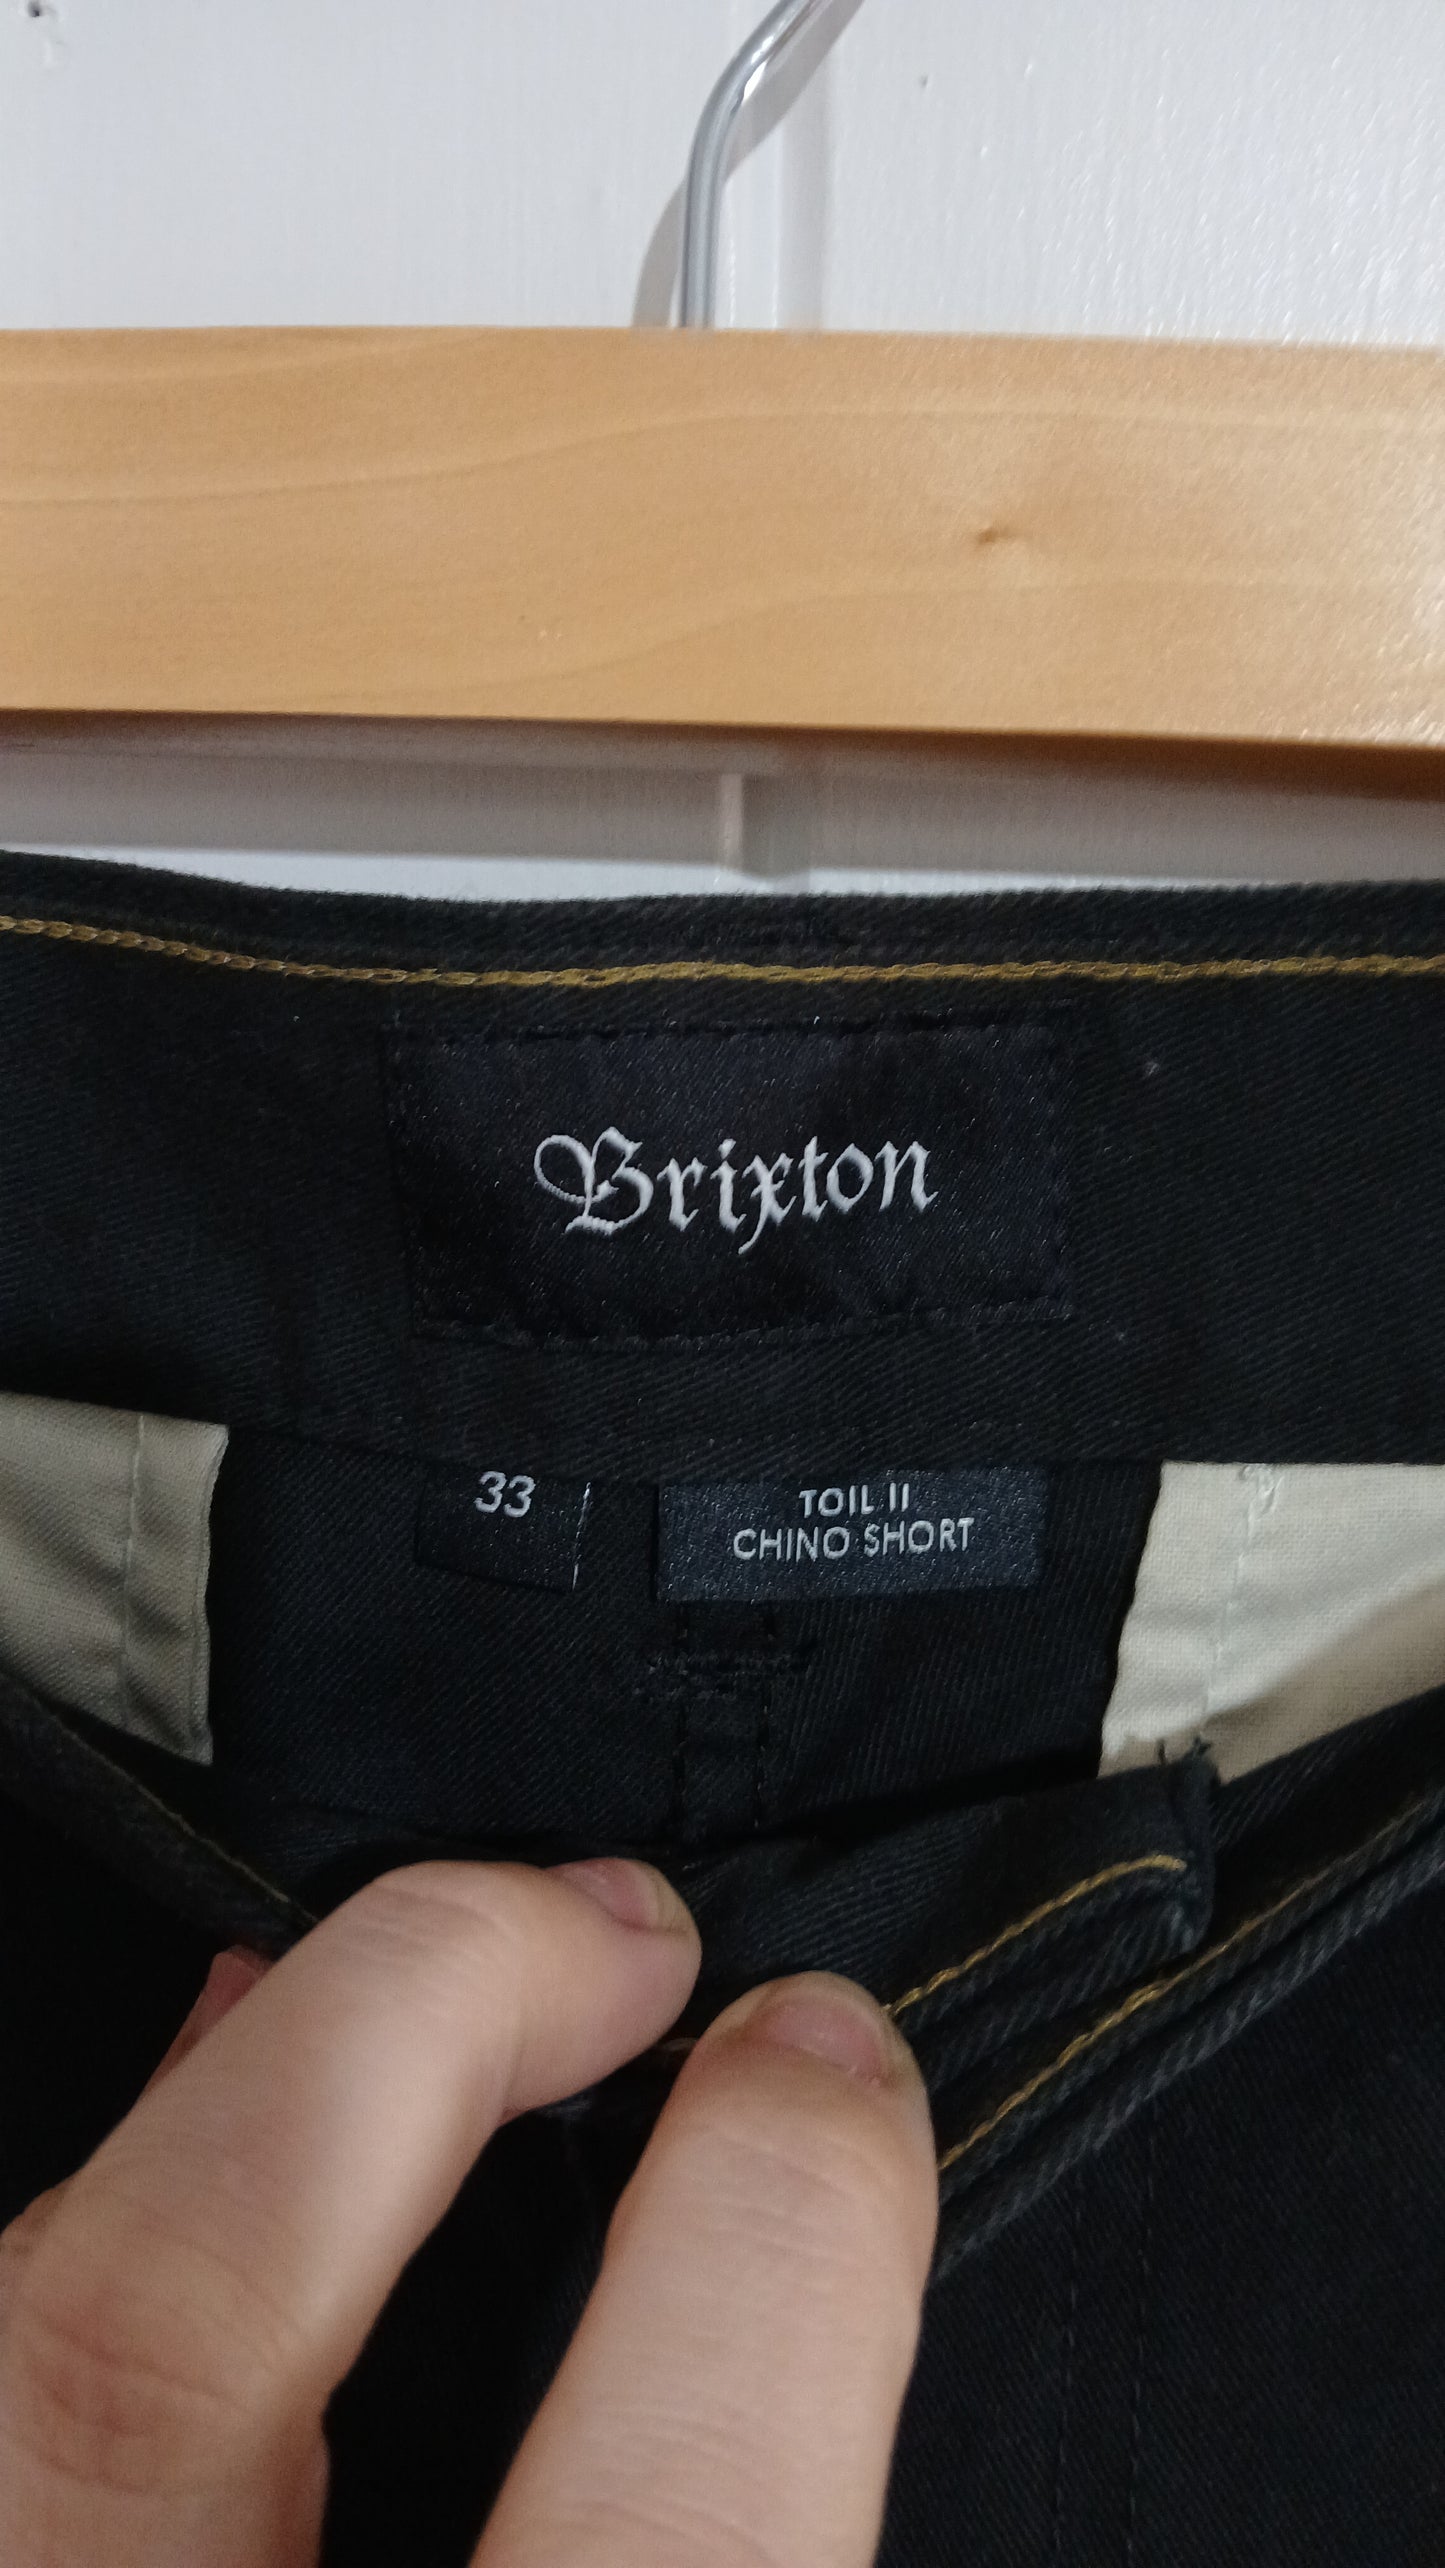 Brixton
33
TOIL II
CHINO SHORT